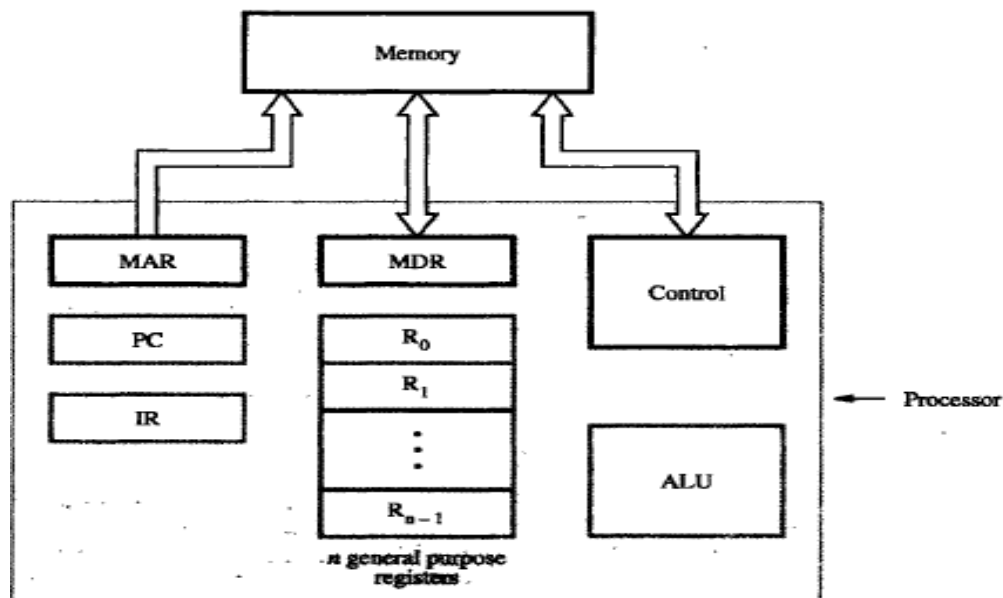 Memory
MAR
MDR
Control
PC
R0
R1
IR
Processor
ALU
⋮
Rn−1
n general purpose
registers